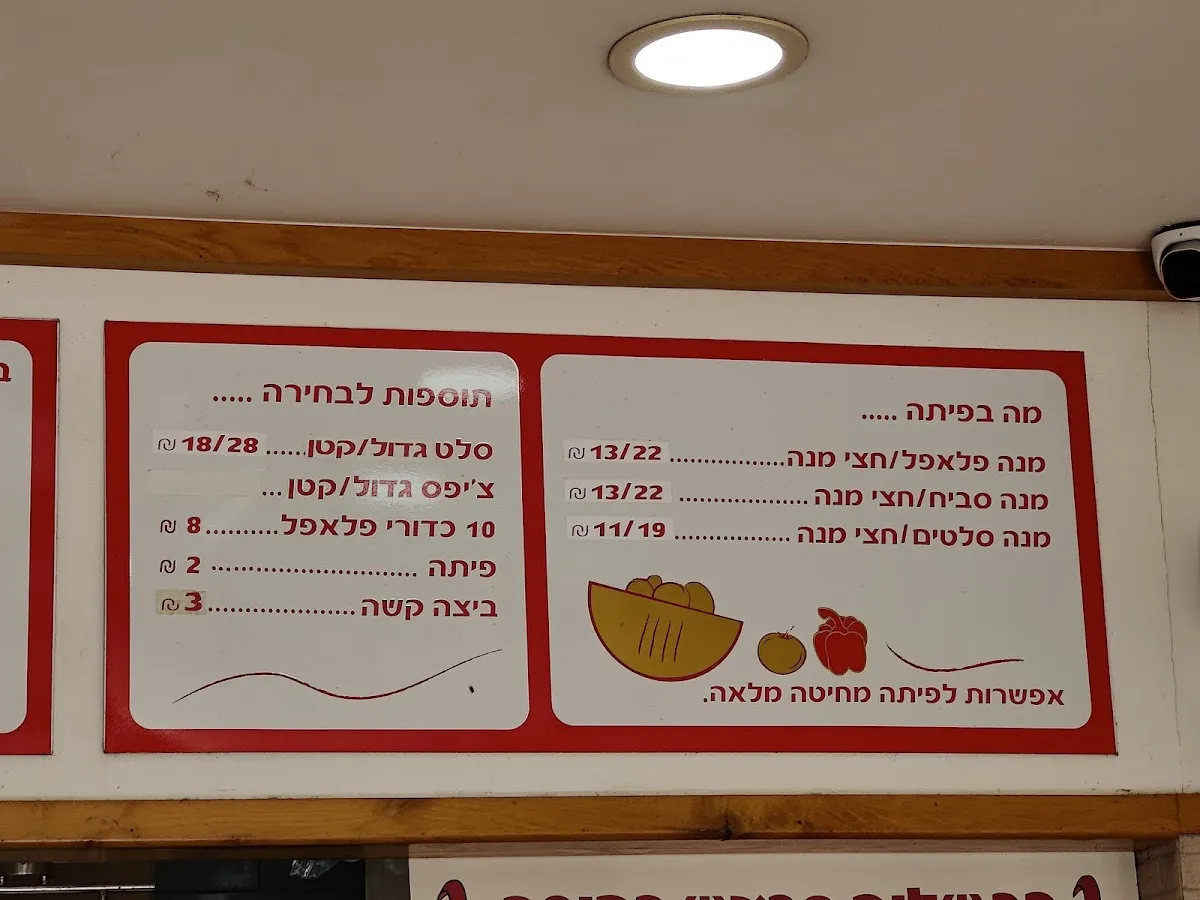 מה בפיתה .....
מנה פלאפל/חצי מנה................13/22 ₪
מנה סביח/חצי מנה ..................13/22 ₪
מנה סלטים/חצי מנה ................11/19 ₪
אפשרות לפיתה מחיטה מלאה.
תוספות לבחירה .....
סלט גדול/קטן......18/28 ₪
צ'יפס גדול/קטן...
10 כדורי פלאפל..........8 ₪
פיתה ............................2 ₪
ביצה קשה....................3 ₪